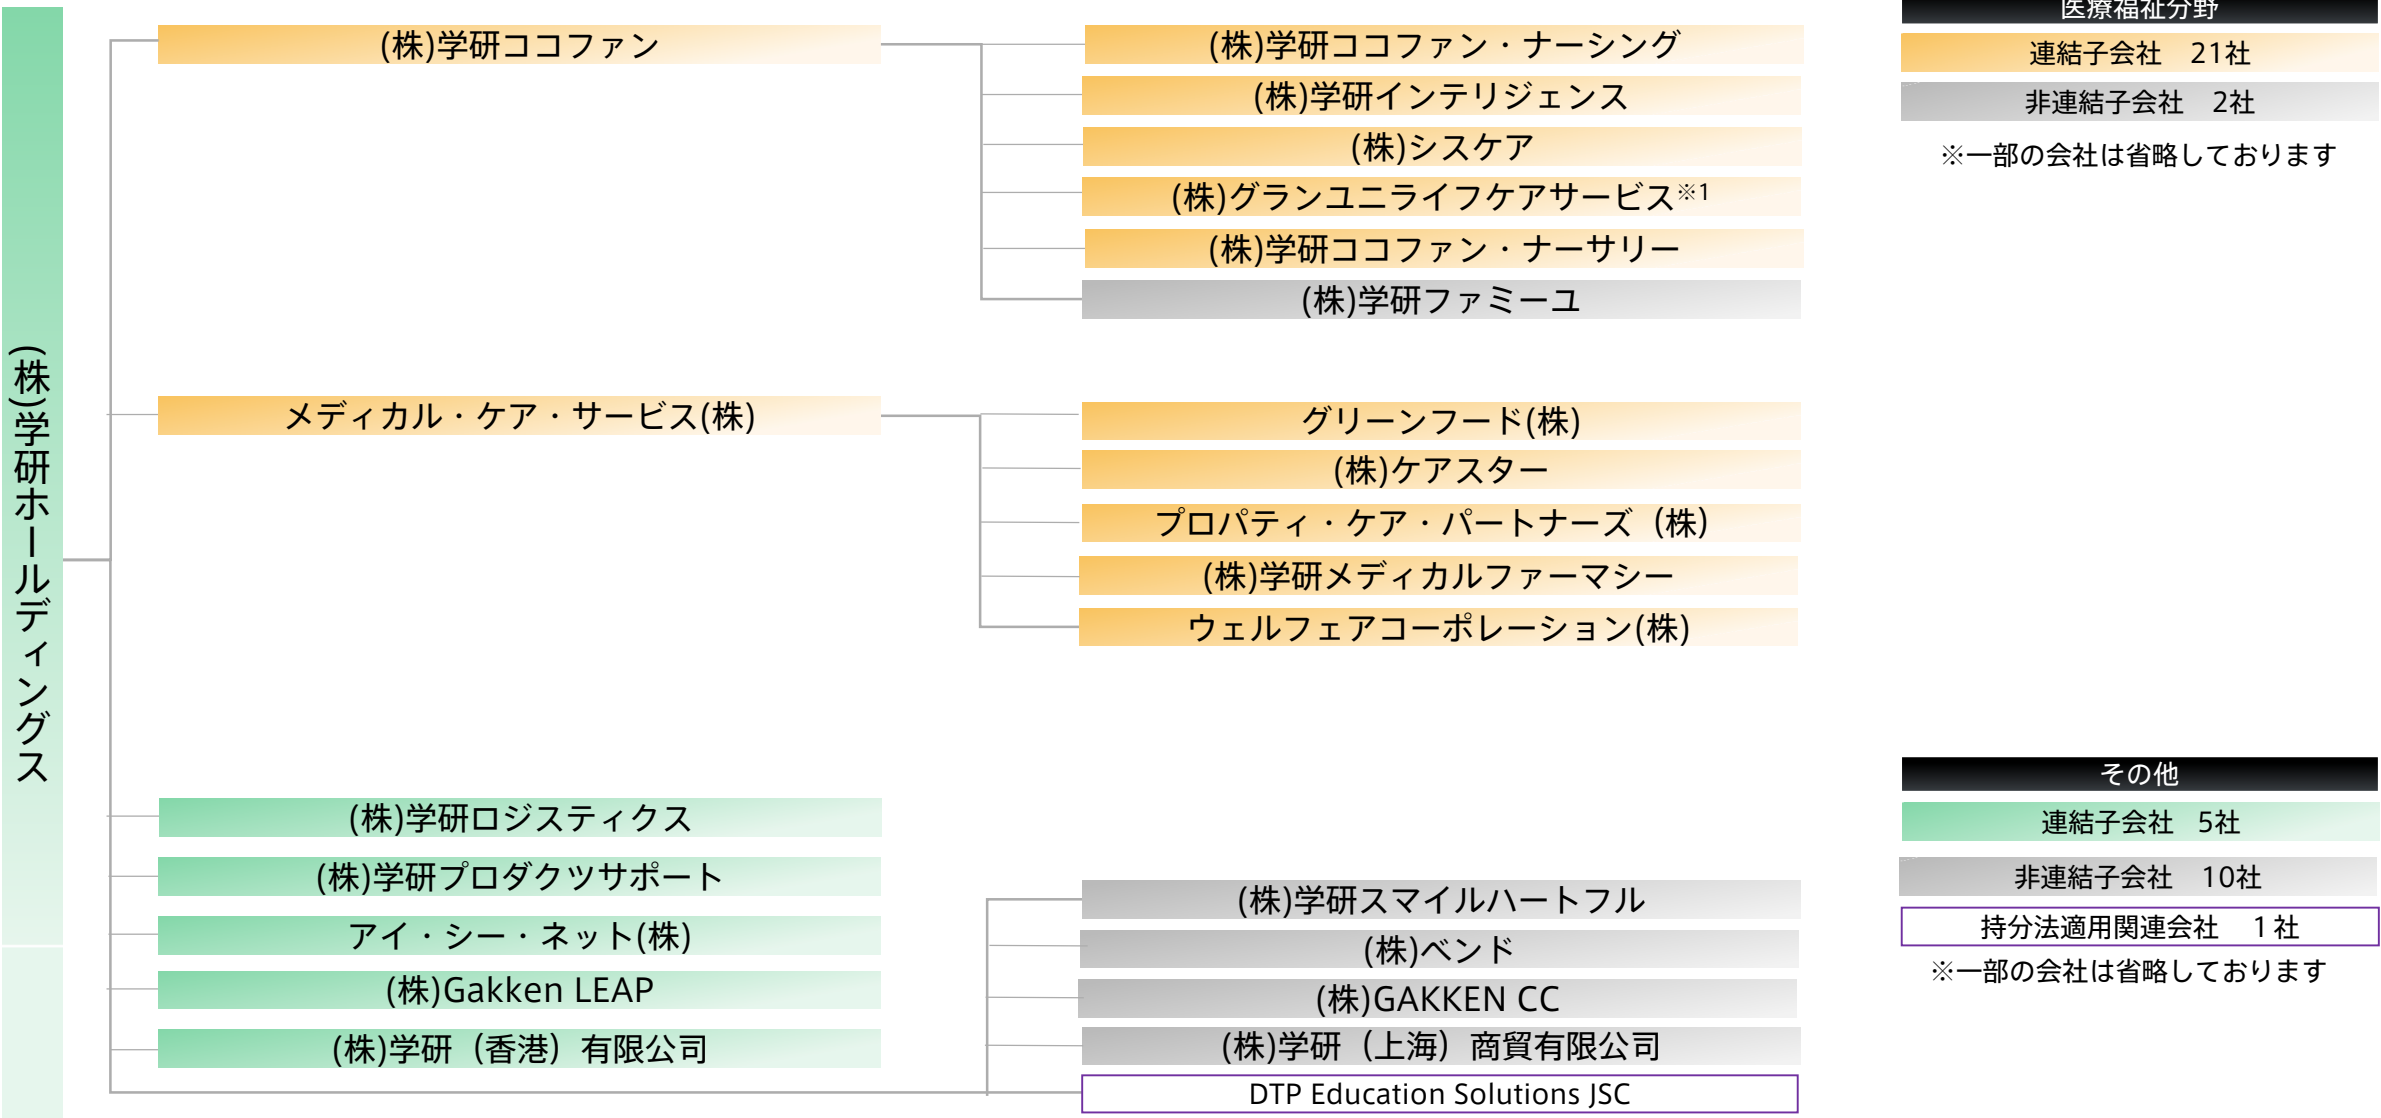 (株)学研ホールディングス
(株)学研ココファン
(株)学研ココファン・ナーシング
(株)学研インテリジェンス
(株)シスケア
(株)グランユニライフケアサービス※1
(株)学研ココファン・ナーサリー
(株)学研ファミーユ
メディカル・ケア・サービス(株)
グリーンフード(株)
(株)ケアスター
プロパティ・ケア・パートナーズ（株）
(株)学研メディカルファーマシー
ウェルフェアコーポレーション(株)
(株)学研ロジスティクス
(株)学研プロダクツサポート
アイ・シー・ネット(株)
(株)Gakken LEAP
(株)学研（香港）有限公司
(株)学研スマイルハートフル
(株)ベンド
(株)GAKKEN CC
(株)学研（上海）商貿有限公司
DTP Education Solutions JSC
医療福祉分野
連結子会社　21社
非連結子会社　2社
※一部の会社は省略しております
その他
連結子会社　5社
非連結子会社　10社
持分法適用関連会社　１社
※一部の会社は省略しております